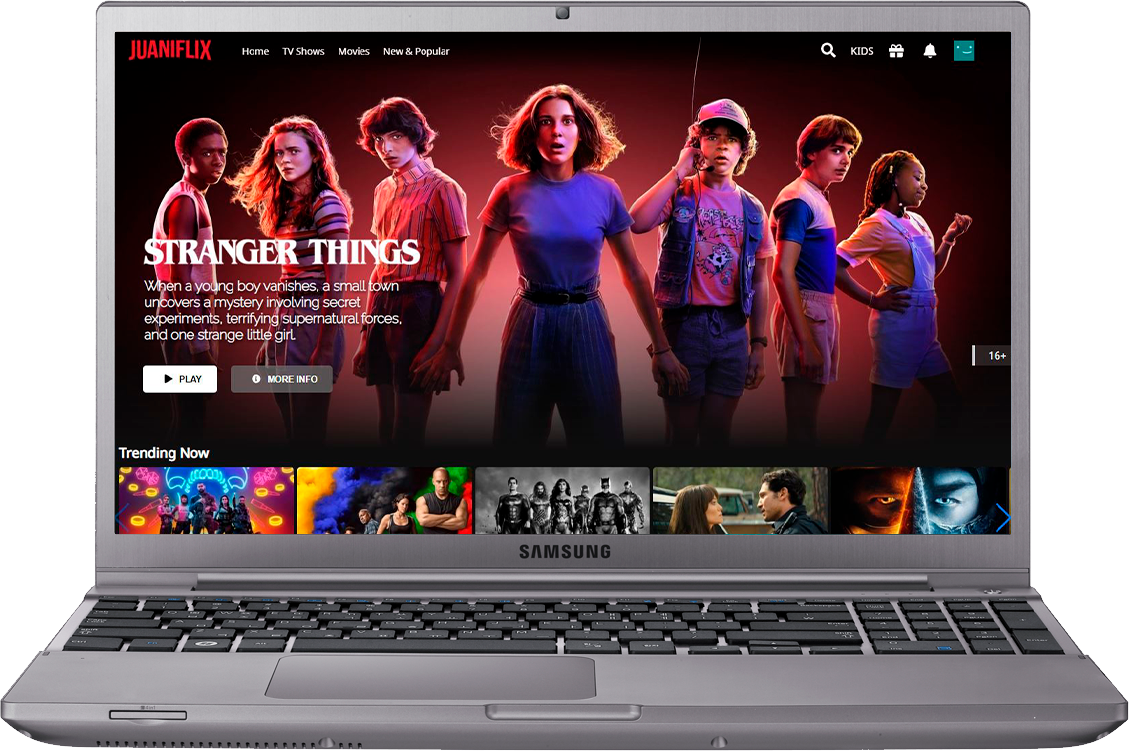 JUANIFLIX
Home TV Shows Movies New & Popular
KIDS
STRANGER THINGS
When a young boy vanishes, a small town
uncovers a mystery involving secret
experiments, terrifying supernatural forces,
and one strange little girl.
16+
PLAY MORE INFO
Trending Now
SAMSUNG